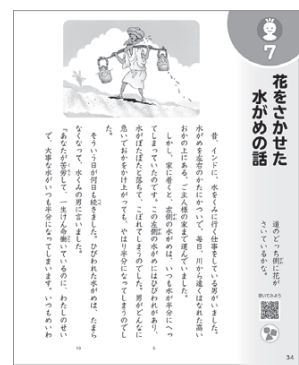 7
花をさかせた
水がめの話
道のどっち側に花が
さいているかな。
昔、インドに、水をくみに行く仕事をしている男がいました。
水がめを左右のかたにかついで、毎日、川から遠くはなれた高い
おかの上にある、ご主人様の家まで運んでいました。
しかし、家に着くと、左側の水がめは、いつも水が半分にへっ
てしまっていたのです。この左側の水がめにはひびわれがあり、
水がぽたぽたと落ちて、こぼれてしまうのでした。男がどんなに
急いでおかをかけ上がっても、やはり半分になってしまうのでし
た。
そういう日が何日も続きました。ひびわれた水がめは、たまら
なくなって、水くみの男に言いました。
「あなたが苦労して、一生けん命働いているのに、わたしのせい
で、大事な水がいつも半分になってしまいます。いつもめいわ
5
10
34